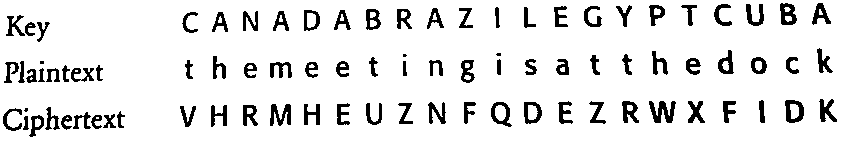 Key C A N A D A B R A Z I L E G Y P T C U B A
Plaintext t h e m e e t i n g i s a t t h e d o c k
Ciphertext V H R M H E U Z N F Q D E Z R W X F I D K